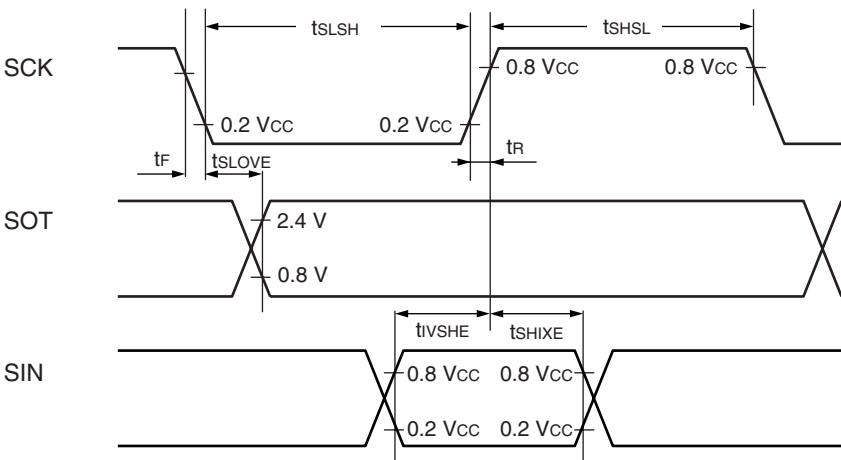 tSLSH tSHSL
SCK 0.8 VCC 0.8 VCC
0.2 VCC 0.2 VCC
tF tSLOVE tR
SOT 2.4 V
0.8 V
tIVSHE tSHIXE
SIN 0.8 VCC 0.8 VCC
0.2 VCC 0.2 VCC